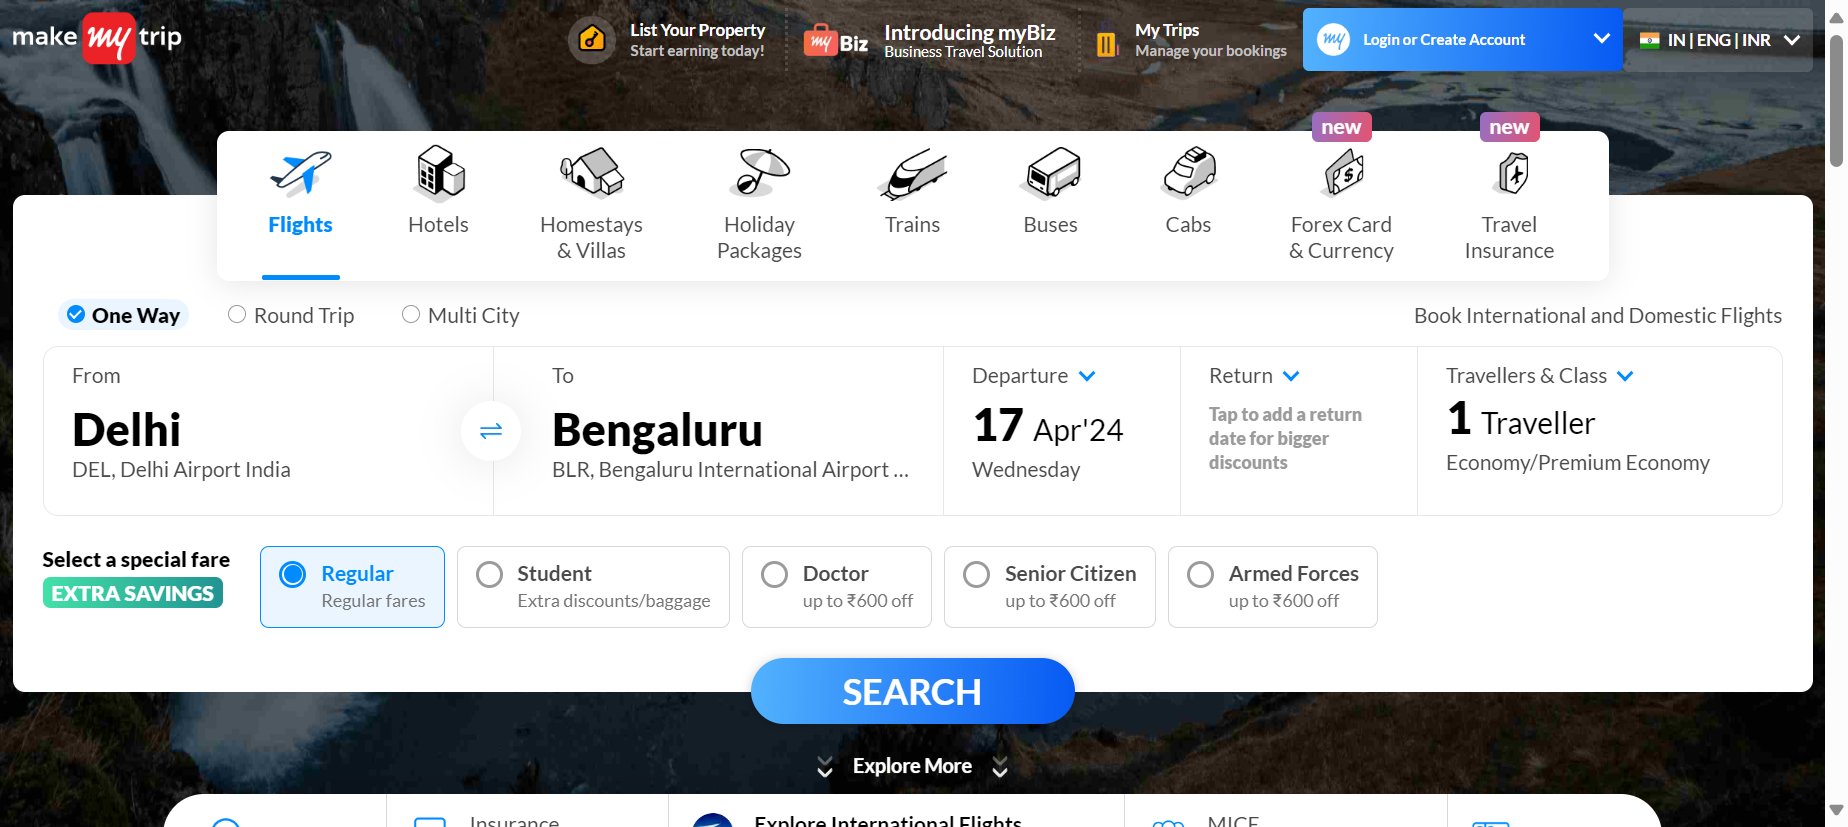 make my trip
List Your Property
Start earning today!
my Biz
Introducing myBiz
Business Travel Solution
My Trips
Manage your bookings
my
Login or Create Account
IN | ENG | INR
new
new
Flights
Hotels
Homestays
& Villas
Holiday
Packages
Trains
Buses
Cabs
Forex Card
& Currency
Travel
Insurance
One Way
Round Trip
Multi City
Book International and Domestic Flights
From
Delhi
DEL, Delhi Airport India
To
Bengaluru
BLR, Bengaluru International Airport ...
Departure
17 Apr'24
Wednesday
Return
Tap to add a return
date for bigger
discounts
Travellers & Class
1 Traveller
Economy/Premium Economy
Select a special fare
EXTRA SAVINGS
Regular
Regular fares
Student
Extra discounts/baggage
Doctor
up to ₹600 off
Senior Citizen
up to ₹600 off
Armed Forces
up to ₹600 off
SEARCH
Explore More
Insurance
Explore International Flights
MICE